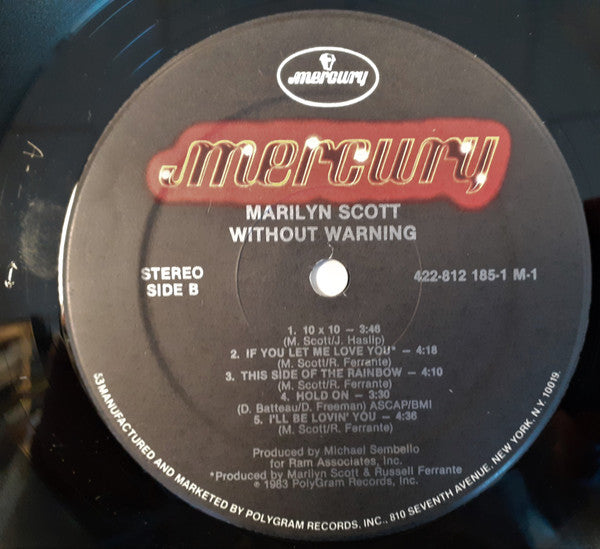 mercury
mercury
MARILYN SCOTT
WITHOUT WARNING
STEREO
SIDE B
422-812 185-1 M-1
1. 10 x 10 – 3:46
(M. Scott/J. Haslip)
2. IF YOU LET ME LOVE YOU* – 4:18
(M. Scott/R. Ferrante)
3. THIS SIDE OF THE RAINBOW – 4:10
(M. Scott/R. Ferrante)
4. HOLD ON – 3:30
(D. Batteau/D. Freeman) ASCAP/BMI
5. I'LL BE LOVIN' YOU – 4:36
(M. Scott/R. Ferrante)
Produced by Michael Sembello
for Ram Associates, Inc.
*Produced by Marilyn Scott & Russell Ferrante
© 1983 PolyGram Records, Inc.
53 MANUFACTURED AND MARKETED BY POLYGRAM RECORDS, INC., 810 SEVENTH AVENUE, NEW YORK, N.Y. 10019.